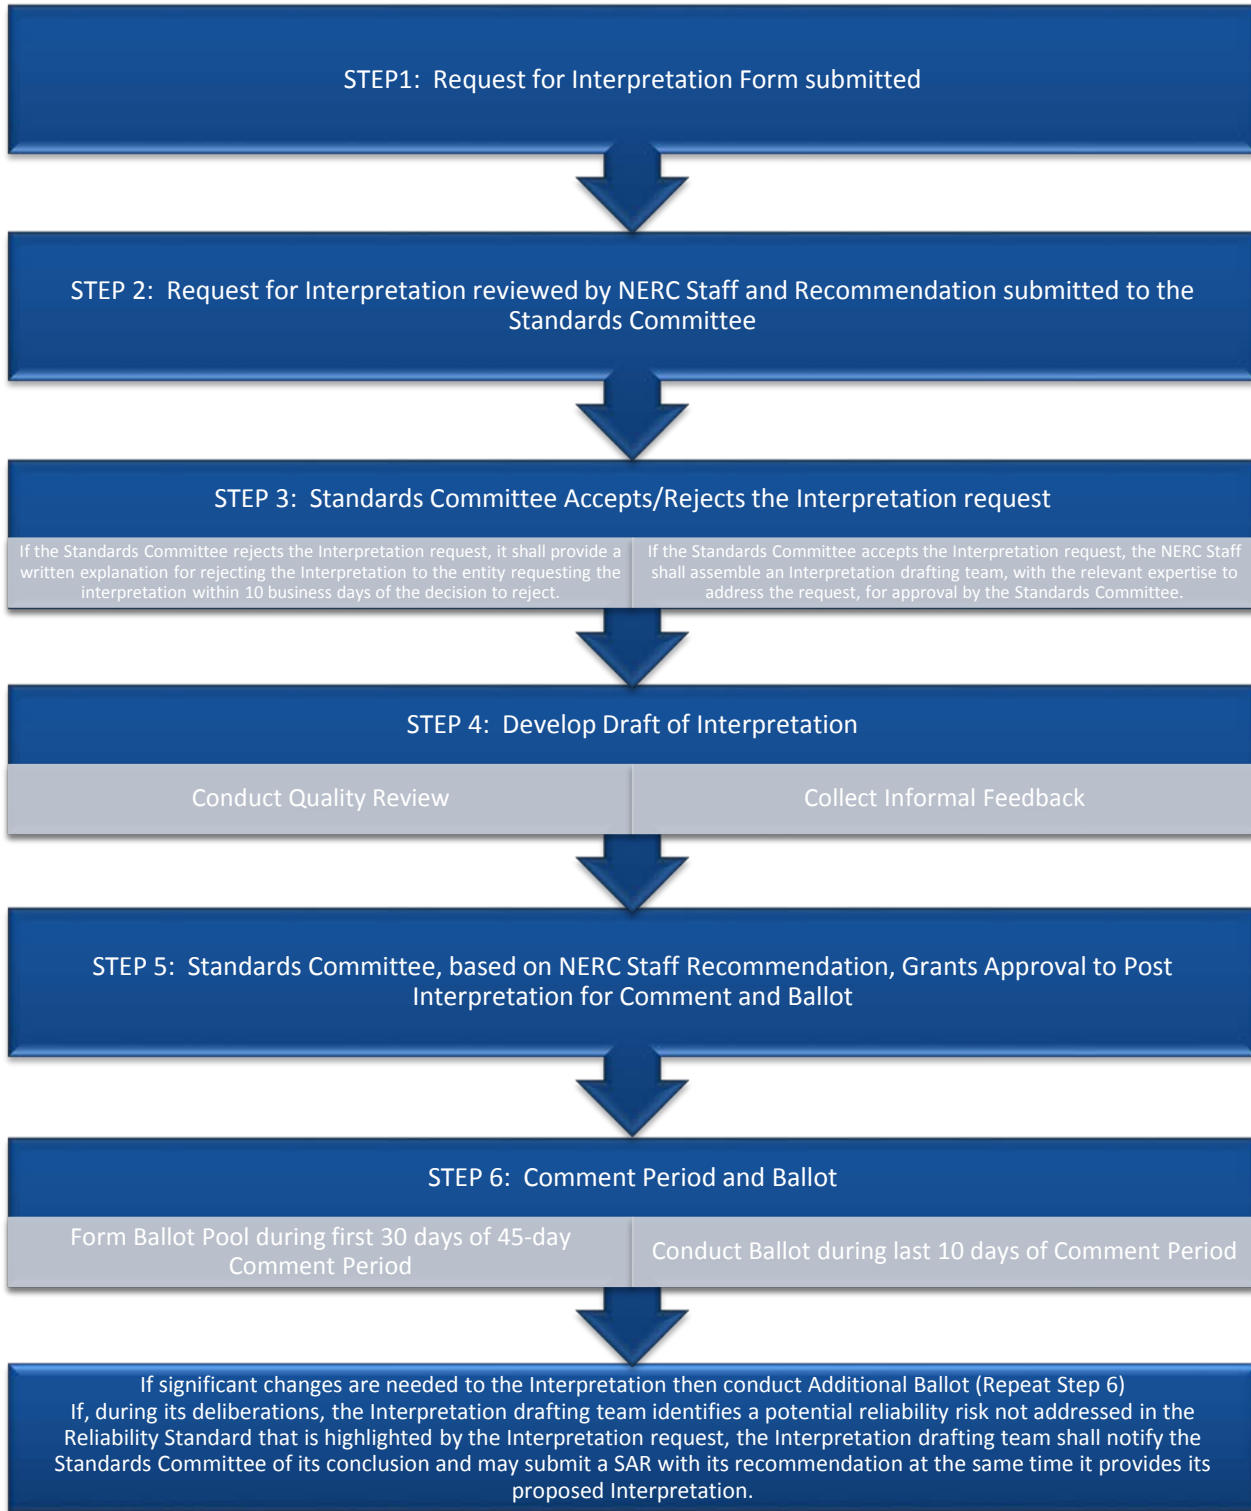 STEP1: Request for Interpretation Form submitted
STEP 2: Request for Interpretation reviewed by NERC Staff and Recommendation submitted to the
Standards Committee
STEP 3: Standards Committee Accepts/Rejects the Interpretation request
If the Standards Committee rejects the Interpretation request, it shall provide a
written explanation for rejecting the Interpretation to the entity requesting the
interpretation within 10 business days of the decision to reject.
If the Standards Committee accepts the Interpretation request, the NERC Staff
shall assemble an Interpretation drafting team, with the relevant expertise to
address the request, for approval by the Standards Committee.
STEP 4: Develop Draft of Interpretation
Conduct Quality Review
Collect Informal Feedback
STEP 5: Standards Committee, based on NERC Staff Recommendation, Grants Approval to Post
Interpretation for Comment and Ballot
STEP 6: Comment Period and Ballot
Form Ballot Pool during first 30 days of 45-day
Comment Period
Conduct Ballot during last 10 days of Comment Period
If significant changes are needed to the Interpretation then conduct Additional Ballot (Repeat Step 6)
If, during its deliberations, the Interpretation drafting team identifies a potential reliability risk not addressed in the
Reliability Standard that is highlighted by the Interpretation request, the Interpretation drafting team shall notify the
Standards Committee of its conclusion and may submit a SAR with its recommendation at the same time it provides its
proposed Interpretation.